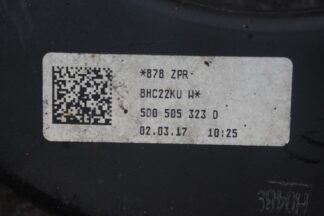 *878 ZPR
8HC22KU W*
5Q0 505 323 D
02.03.17 10:25